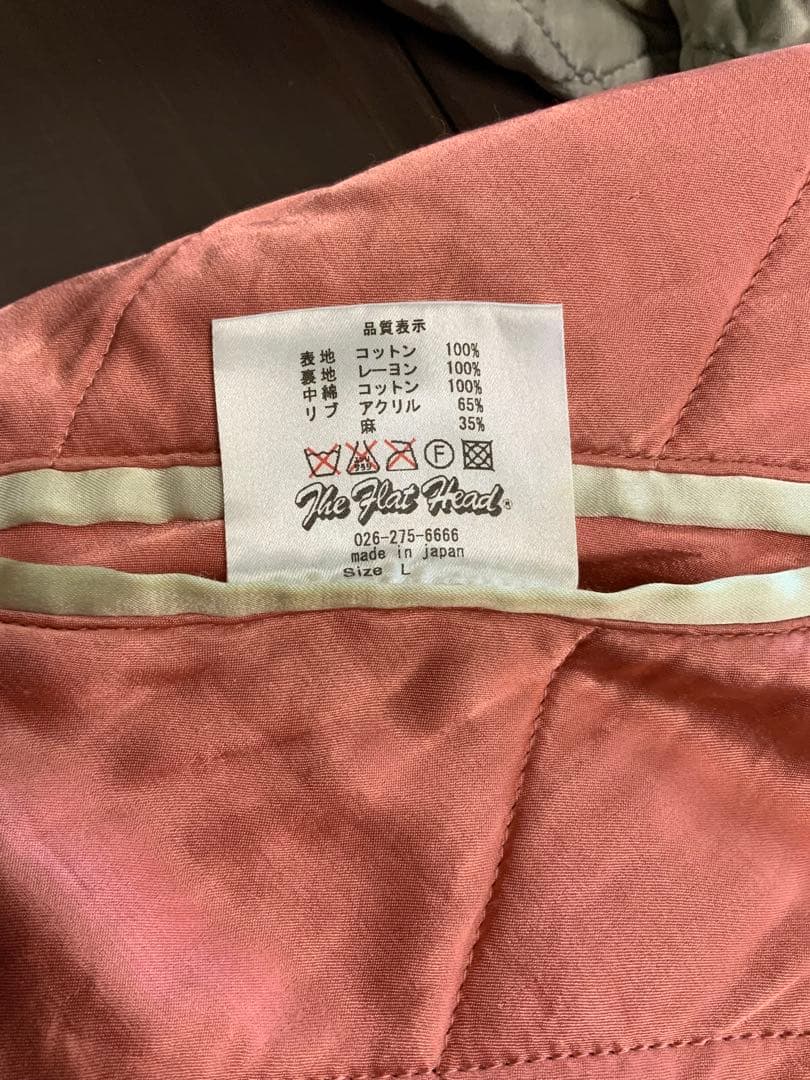 品質表示
表地 コットン 100%
裏地 レーヨン 100%
中綿 コットン 100%
リブ アクリル 65%
麻 35%
F
The Flat Head®
026-275-6666
made in japan
Size L